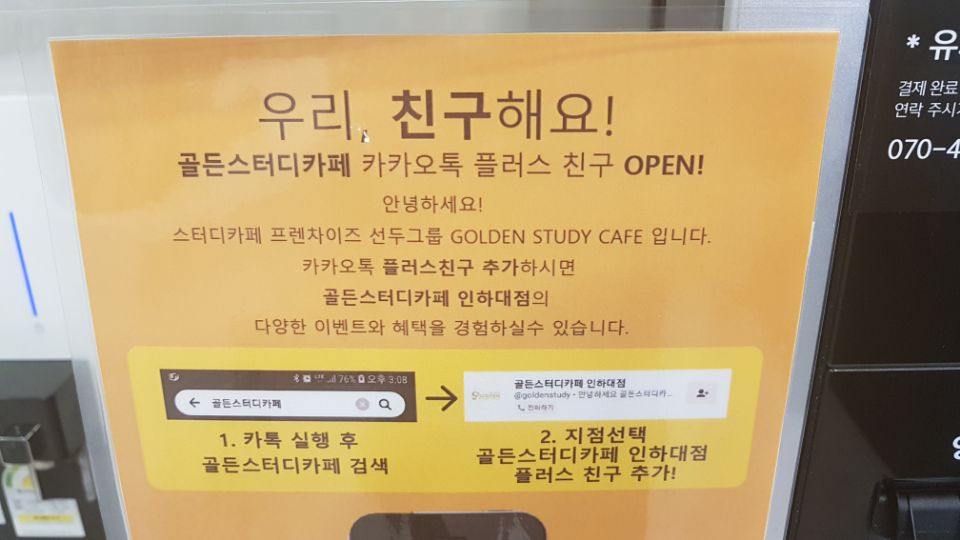 우리, 친구해요!
골든스터디카페 카카오톡 플러스 친구 OPEN!
안녕하세요!
스터디카페 프렌차이즈 선두그룹 GOLDEN STUDY CAFE 입니다.
카카오톡 플러스친구 추가하시면
골든스터디카페 인하대점의
다양한 이벤트와 혜택을 경험하실수 있습니다.
76% 오후 3:08
골든스터디카페
1. 카톡 실행 후
골든스터디카페 검색
골든스터디카페 인하대점
@goldenstudy • 안녕하세요 골든스터디카...
전화하기
2. 지점선택
골든스터디카페 인하대점
플러스 친구 추가!
* 유
결제 완료
연락 주시
070-4